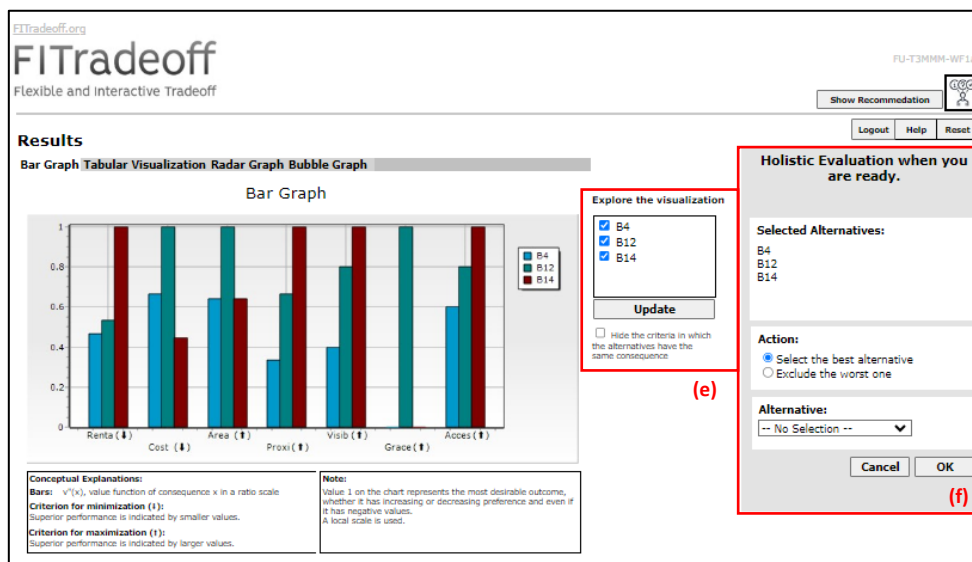 FITradeoff.org
FITradeoff
Flexible and Interactive Tradeoff
FU-T3MMM-WF1
Show Recommedation
Logout Help Reset
Results
Bar Graph Tabular Visualization Radar Graph Bubble Graph
Bar Graph
1
0.8
0.6
0.4
0.2
0
Renta (⬇) Area (⬆) Visib (⬆) Acces (⬆)
Cost (⬇) Proxi (⬆) Grace (⬆)
B4
B12
B14
Explore the visualization
B4
B12
B14
Update
Hide the criteria in which
the alternatives have the
same consequence
(e)
Holistic Evaluation when you
are ready.
Selected Alternatives:
B4
B12
B14
Action:
Select the best alternative
Exclude the worst one
Alternative:
-- No Selection --
Cancel OK
(f)
Conceptual Explanations:
Bars: v"(x), value function of consequence x in a ratio scale
Criterion for minimization (⬇):
Superior performance is indicated by smaller values.
Criterion for maximization (⬆):
Superior performance is indicated by larger values.
Note:
Value 1 on the chart represents the most desirable outcome,
whether it has increasing or decreasing preference and even if
it has negative values.
A local scale is used.